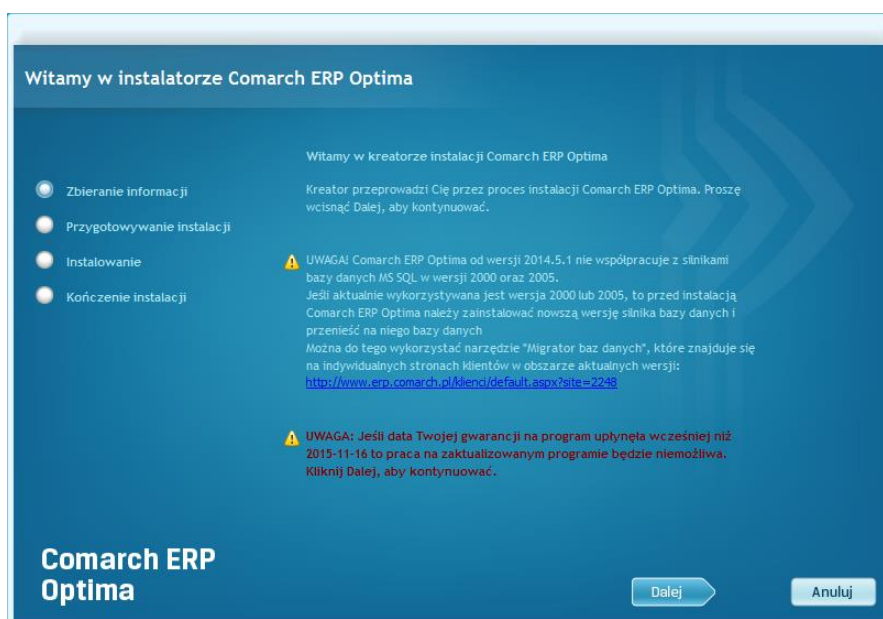 Witamy w instalatorze Comarch ERP Optima
Zbieranie informacji
Przygotowywanie instalacji
Instalowanie
Kończenie instalacji
Witamy w kreatorze instalacji Comarch ERP Optima
Kreator przeprowadzi Cię przez proces instalacji Comarch ERP Optima. Proszę
wcisnąć Dalej, aby kontynuować.
UWAGA! Comarch ERP Optima od wersji 2014.5.1 nie współpracuje z silnikami
bazy danych MS SQL w wersji 2000 oraz 2005.
Jeśli aktualnie wykorzystywana jest wersja 2000 lub 2005, to przed instalacją
Comarch ERP Optima należy zainstalować nowszą wersję silnika bazy danych i
przenieść na niego bazy danych
Można do tego wykorzystać narzędzie "Migrator baz danych", które znajduje się
na indywidualnych stronach klientów w obszarze aktualnych wersji:
http://www.erp.comarch.pl/klienci/default.aspx?site=2248
UWAGA: Jeśli data Twojej gwarancji na program upłynęła wcześniej niż
2015-11-16 to praca na zaktualizowanym programie będzie niemożliwa.
Kliknij Dalej, aby kontynuować.
Comarch ERP
Optima
Dalej
Anuluj